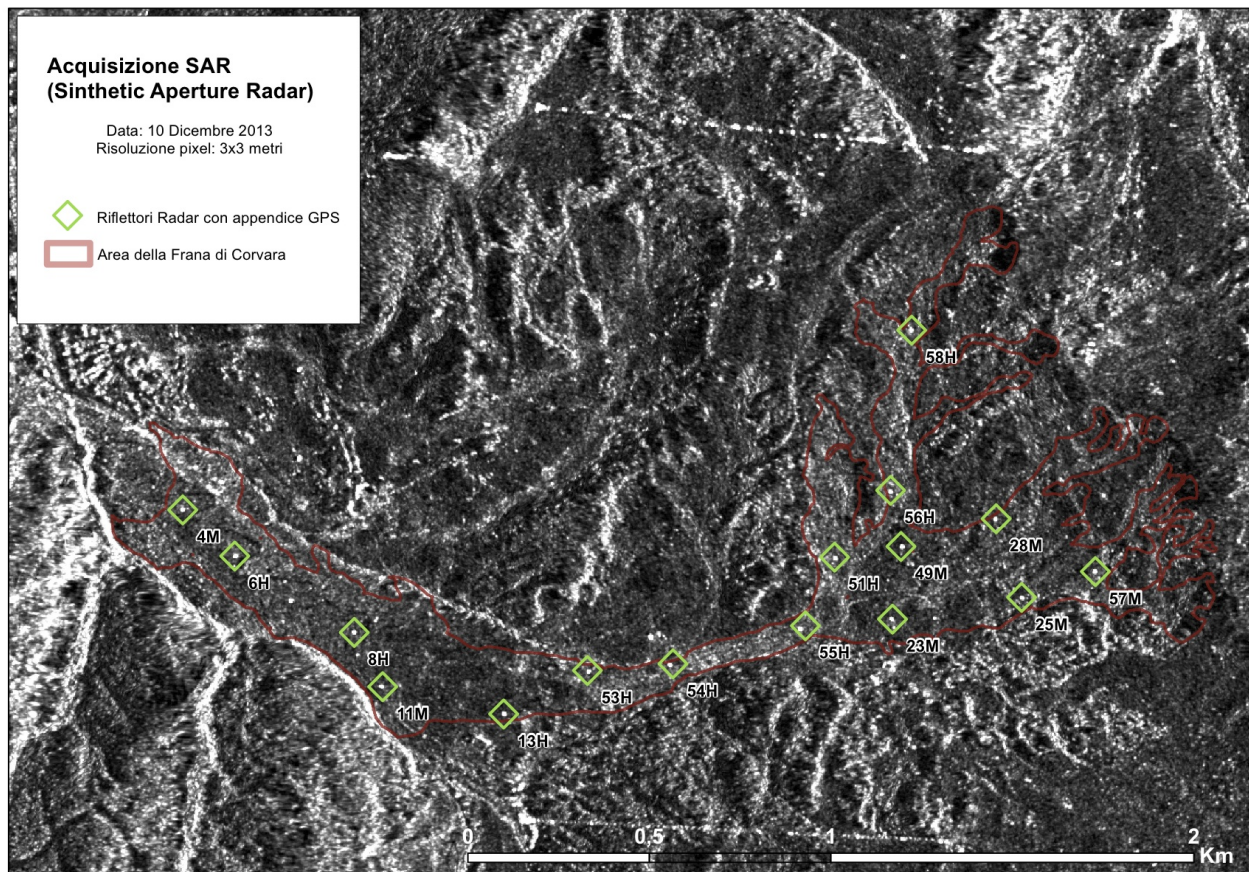 Acquisizione SAR
(Sinthetic Aperture Radar)
Data: 10 Dicembre 2013
Risoluzione pixel: 3x3 metri
Riflettori Radar con appendice GPS
Area della Frana di Corvara
58H
56H
28M
4M
49M
6H
51H
57M
25M
23M
55H
8H
54H
53H
11M
13H
0 0,5 1 2
Km